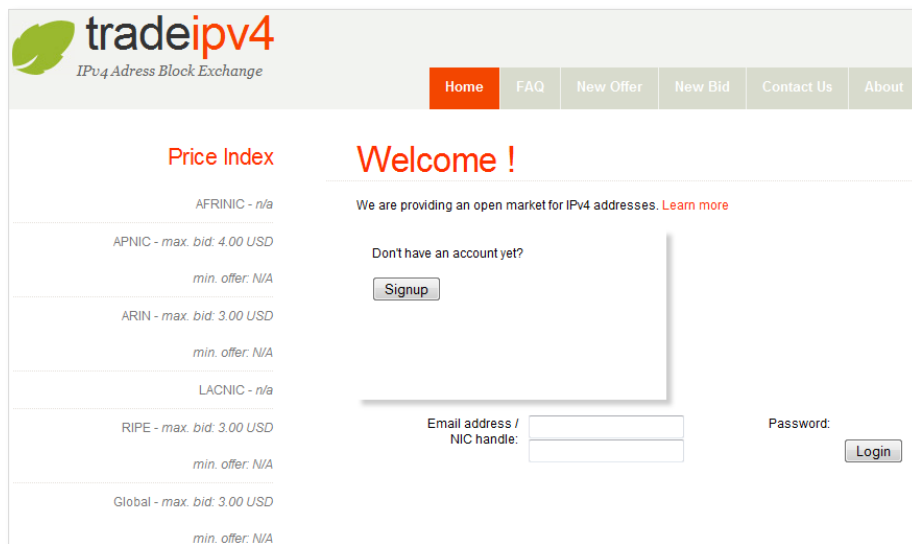 tradeipv4
IPv4 Adress Block Exchange
Home FAQ New Offer New Bid Contact Us About
Price Index
AFRINIC - n/a
APNIC - max. bid: 4.00 USD
min. offer: N/A
ARIN - max. bid: 3.00 USD
min. offer: N/A
LACNIC - n/a
RIPE - max. bid: 3.00 USD
min. offer: N/A
Global - max. bid: 3.00 USD
min. offer: N/A
Welcome !
We are providing an open market for IPv4 addresses. Learn more
Don't have an account yet?
Signup
Email address /
NIC handle:
Password:
Login